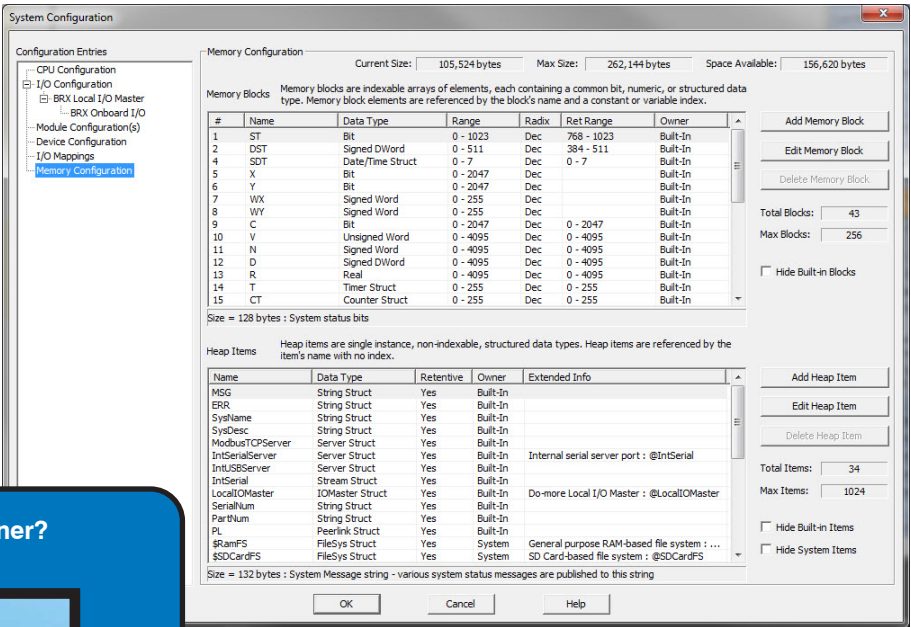 System Configuration
Configuration Entries
CPU Configuration
I/O Configuration
BRX Local I/O Master
BRX Onboard I/O
Module Configuration(s)
Device Configuration
I/O Mappings
Memory Configuration
Memory Configuration
Current Size: 105,524 bytes Max Size: 262,144 bytes Space Available: 156,620 bytes
Memory Blocks
Memory blocks are indexable arrays of elements, each containing a common bit, numeric, or structured data
type. Memory block elements are referenced by the block's name and a constant or variable index.
# Name Data Type Range Radix Ret Range Owner
1 ST Bit 0 - 1023 Dec 768 - 1023 Built-In
2 DST Signed DWord 0 - 511 Dec 384 - 511 Built-In
4 SDT Date/Time Struct 0 - 7 Dec 0 - 7 Built-In
5 X Bit 0 - 2047 Dec Built-In
6 Y Bit 0 - 2047 Dec Built-In
7 WX Signed Word 0 - 255 Dec Built-In
8 WY Signed Word 0 - 255 Dec Built-In
9 C Bit 0 - 2047 Dec 0 - 2047 Built-In
10 V Unsigned Word 0 - 4095 Dec 0 - 4095 Built-In
11 N Signed Word 0 - 4095 Dec 0 - 4095 Built-In
12 D Signed DWord 0 - 4095 Dec 0 - 4095 Built-In
13 R Real 0 - 4095 Dec 0 - 4095 Built-In
14 T Timer Struct 0 - 255 Dec 0 - 255 Built-In
15 CT Counter Struct 0 - 255 Dec 0 - 255 Built-In
Size = 128 bytes : System status bits
Add Memory Block
Edit Memory Block
Delete Memory Block
Total Blocks: 43
Max Blocks: 256
Hide Built-in Blocks
Heap Items
Heap items are single instance, non-indexable, structured data types. Heap items are referenced by the
item's name with no index.
Name Data Type Retentive Owner Extended Info
MSG String Struct Yes Built-In
ERR String Struct Yes Built-In
SysName String Struct Yes Built-In
SysDesc String Struct Yes Built-In
ModbusTCPServer Server Struct Yes Built-In
IntSerialServer Server Struct Yes Built-In Internal serial server port : @IntSerial
IntUSBServer Server Struct Yes Built-In
IntSerial Stream Struct Yes Built-In
LocalIOMaster IOMaster Struct Yes Built-In Do-more Local I/O Master : @LocalIOMaster
SerialNum String Struct Yes Built-In
PartNum String Struct Yes Built-In
PL Peerlink Struct Yes Built-In
$RamFS FileSys Struct Yes System General purpose RAM-based file system : ...
$SDCardFS FileSys Struct Yes System SD Card-based file system : @SDCardFS
Size = 132 bytes : System Message string - various system status messages are published to this string
Add Heap Item
Edit Heap Item
Delete Heap Item
Total Items: 34
Max Items: 1024
Hide Built-in Items
Hide System Items
OK Cancel Help
ner?